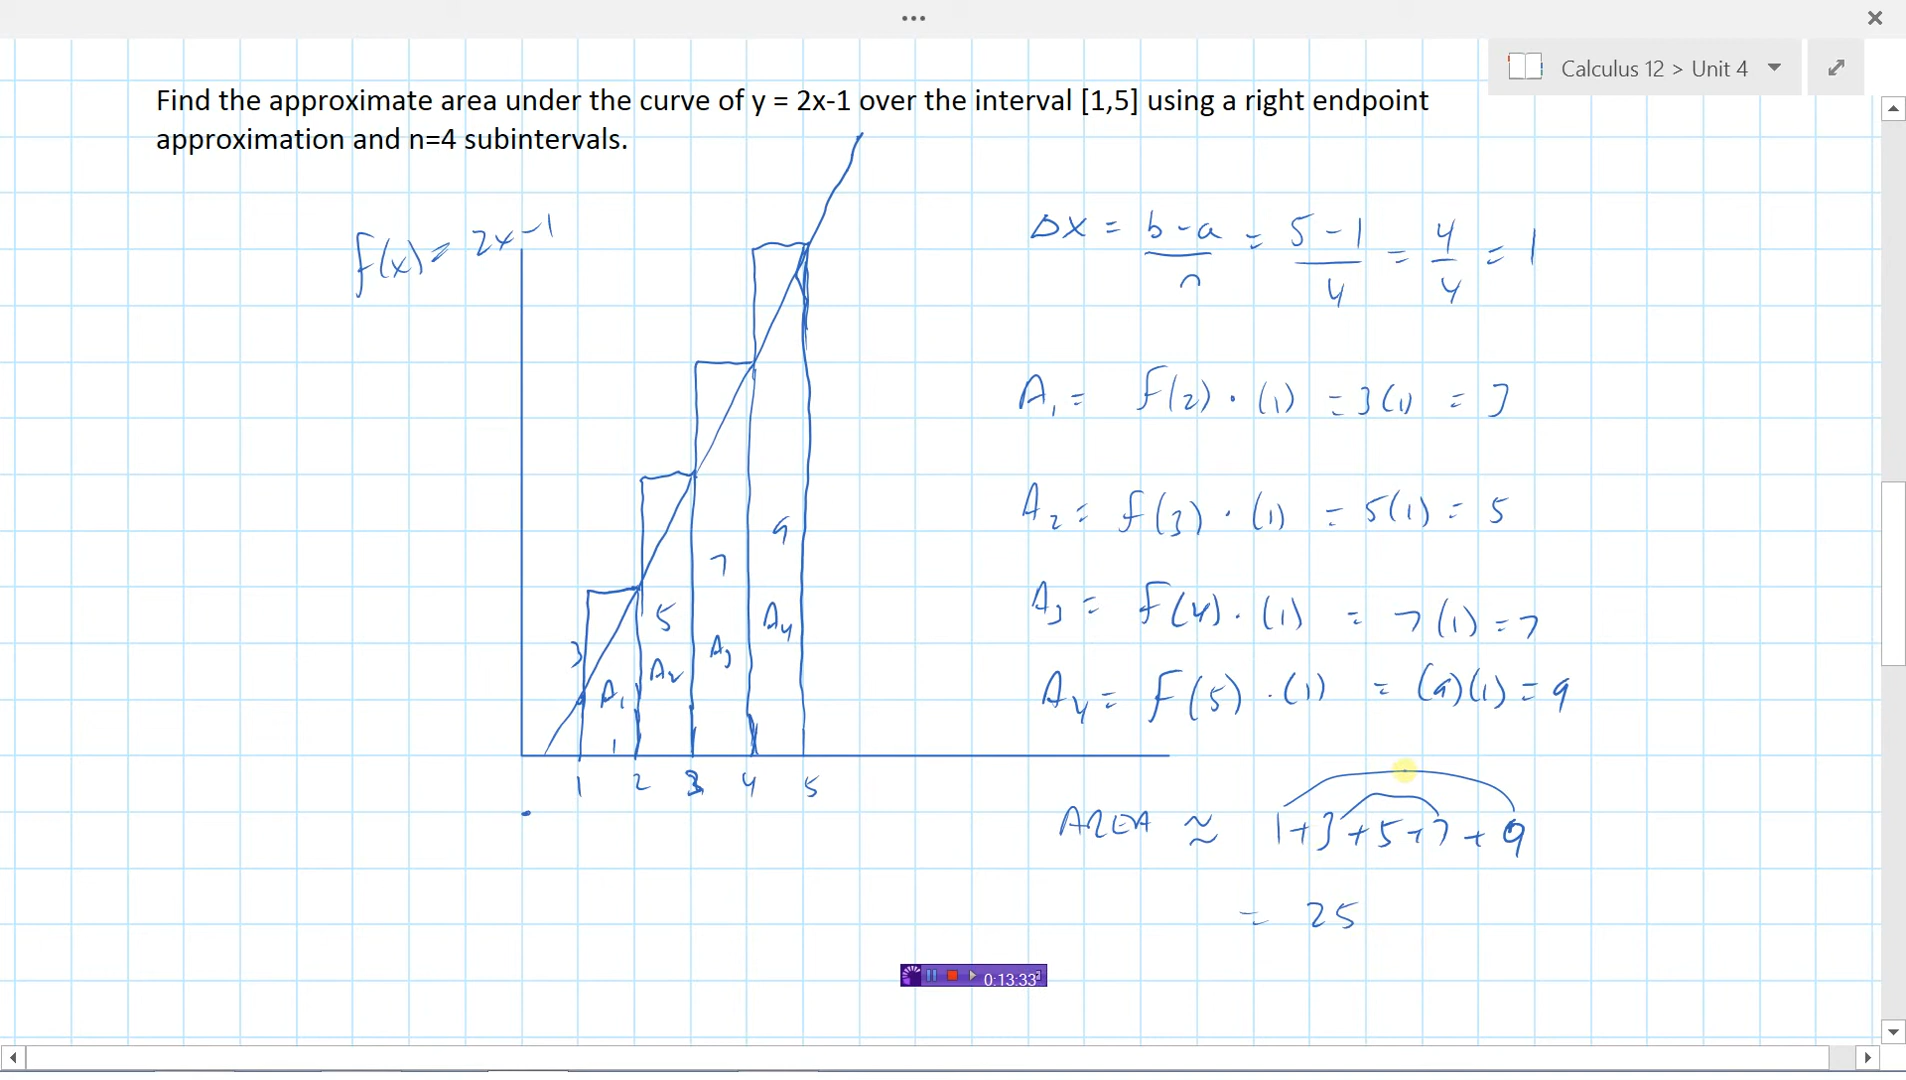 ...
Calculus 12 > Unit 4
Find the approximate area under the curve of y = 2x-1 over the interval [1,5] using a right endpoint
approximation and n=4 subintervals.
f(x) = 2x-1
Δx = b-a/n = 5-1/4 = 4/4 = 1
A₁ = f(2)·(1) = 3(1) = 3
A₂ = f(3)·(1) = 5(1) = 5
A₃ = f(4)·(1) = 7(1) = 7
A₄ = f(5)·(1) = (9)(1) = 9
9
7
5 A₄
3 A₂ A₃
A₁
1
1 2 3 4 5
AREA ≈ 1+3+5+7+9
= 25
0:13:33